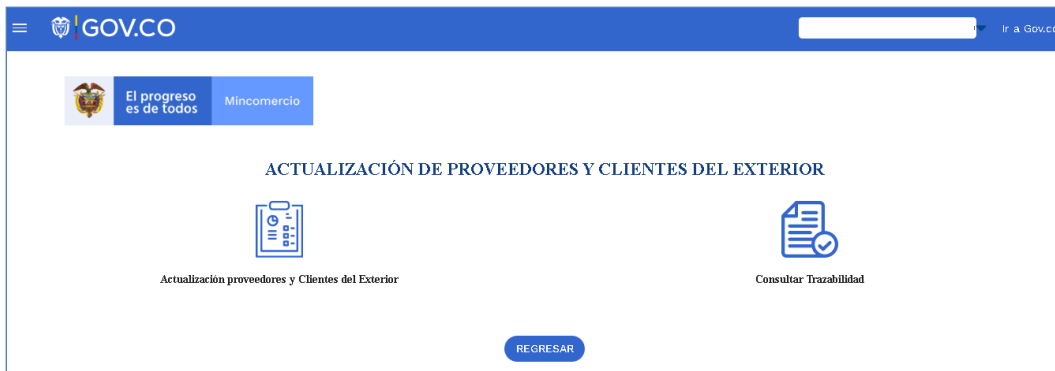 GOV.CO
Ir a Gov.co
El progreso
es de todos
Mincomercio
ACTUALIZACIÓN DE PROVEEDORES Y CLIENTES DEL EXTERIOR
Actualización proveedores y Clientes del Exterior
Consultar Trazabilidad
REGRESAR